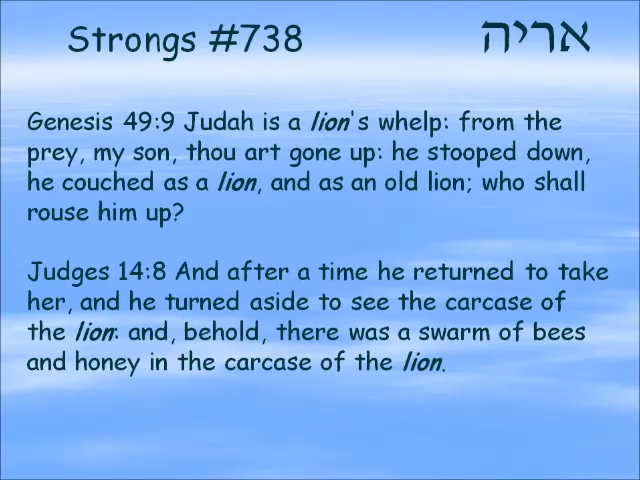 Strongs #738 אריה
Genesis 49:9 Judah is a lion's whelp: from the
prey, my son, thou art gone up: he stooped down,
he couched as a lion, and as an old lion; who shall
rouse him up?
Judges 14:8 And after a time he returned to take
her, and he turned aside to see the carcase of
the lion: and, behold, there was a swarm of bees
and honey in the carcase of the lion.